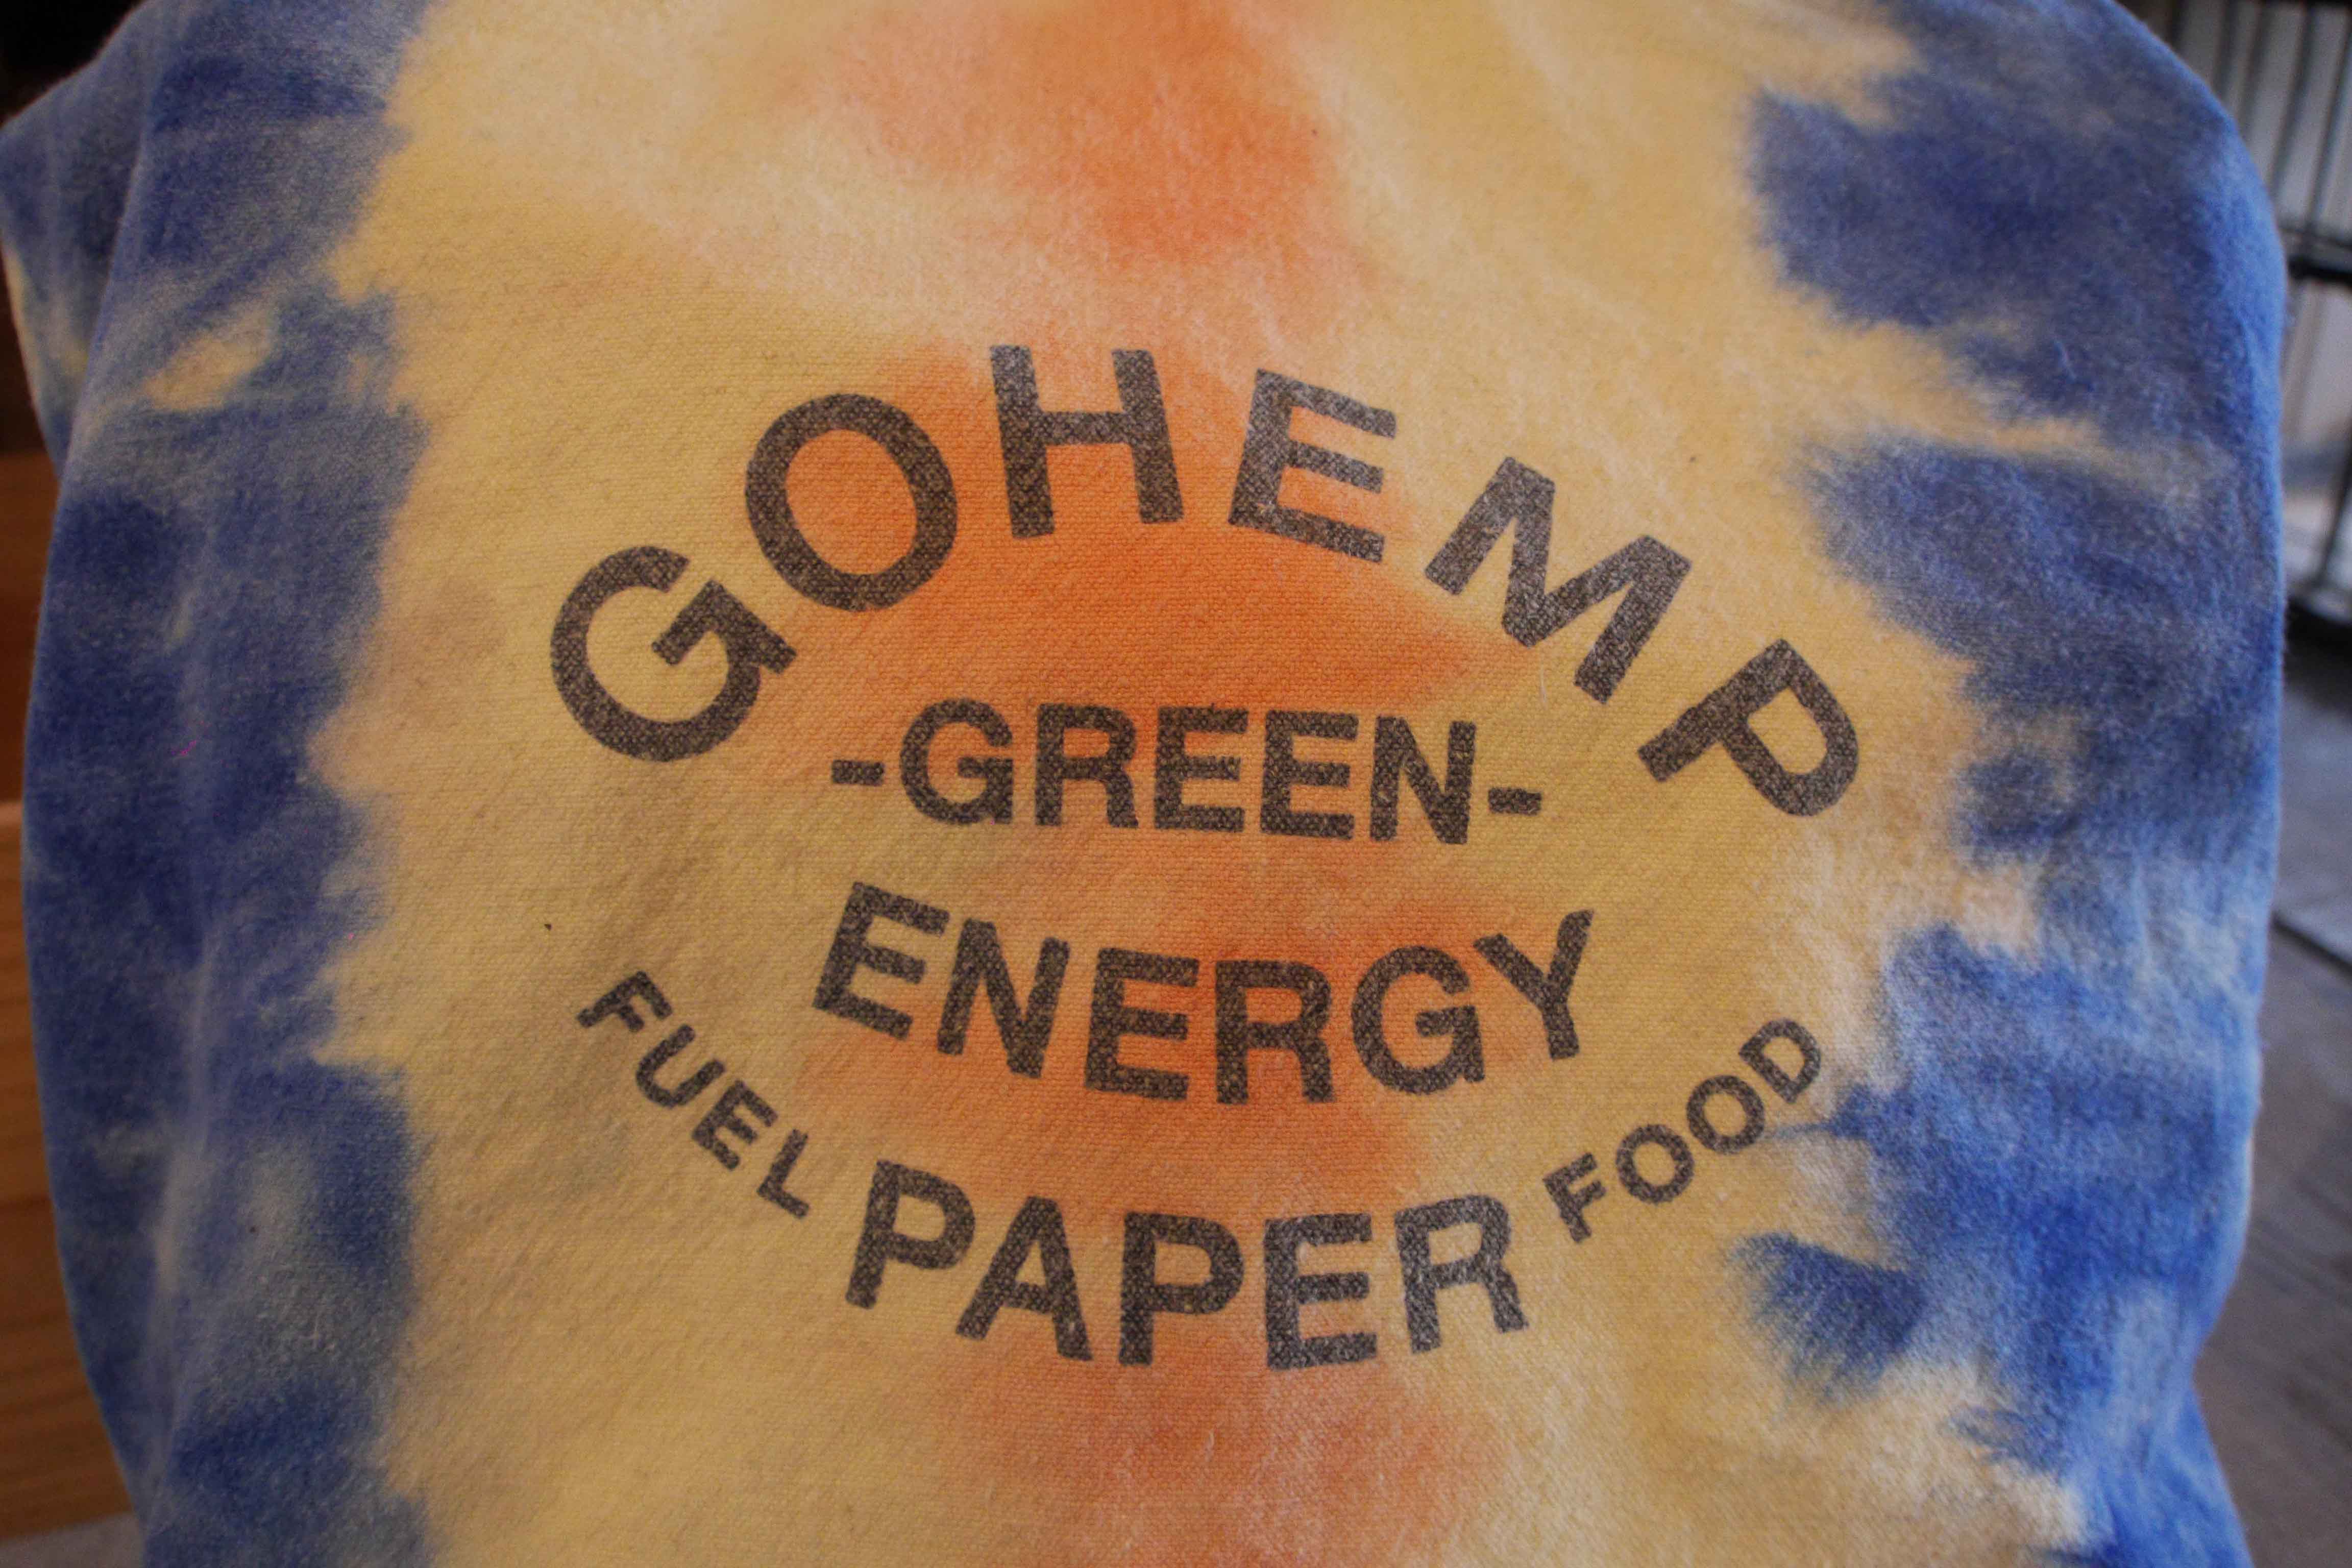 GOHEMP
-GREEN-
ENERGY
FUEL PAPER FOOD